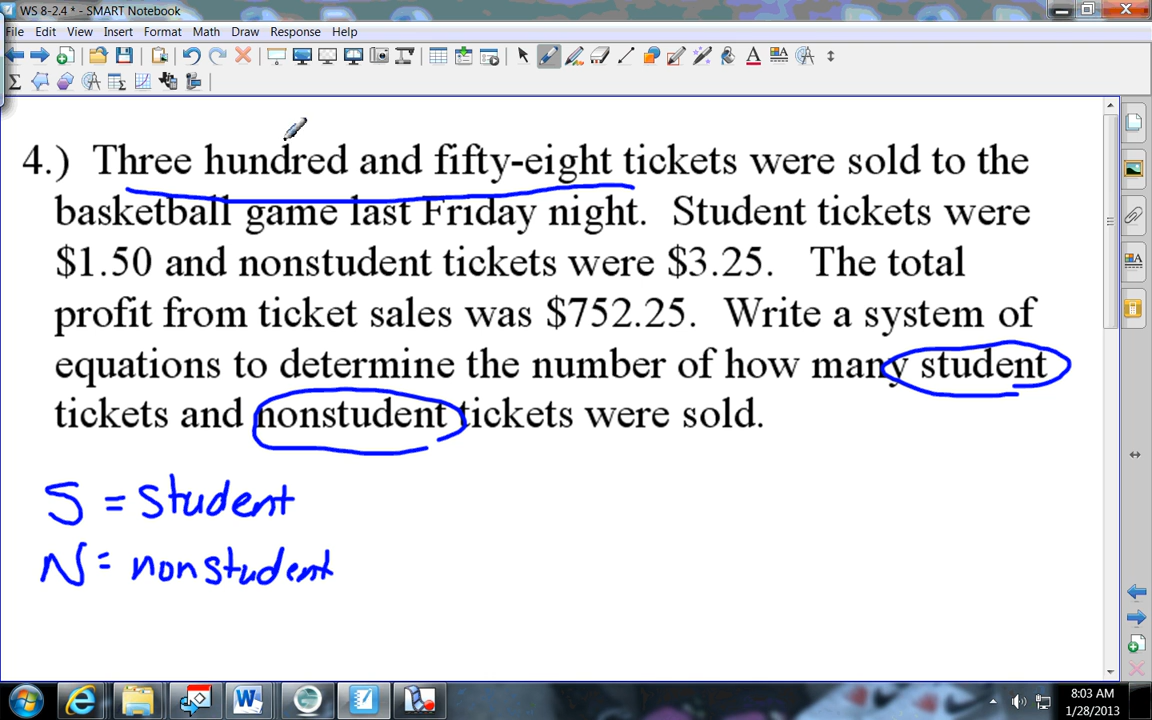 WS 8-2.4 * - SMART Notebook
File Edit View Insert Format Math Draw Response Help
4.) Three hundred and fifty-eight tickets were sold to the
basketball game last Friday night. Student tickets were
$1.50 and nonstudent tickets were $3.25. The total
profit from ticket sales was $752.25. Write a system of
equations to determine the number of how many student
tickets and nonstudent tickets were sold.
S = student
N = nonstudent
8:03 AM
1/28/2013